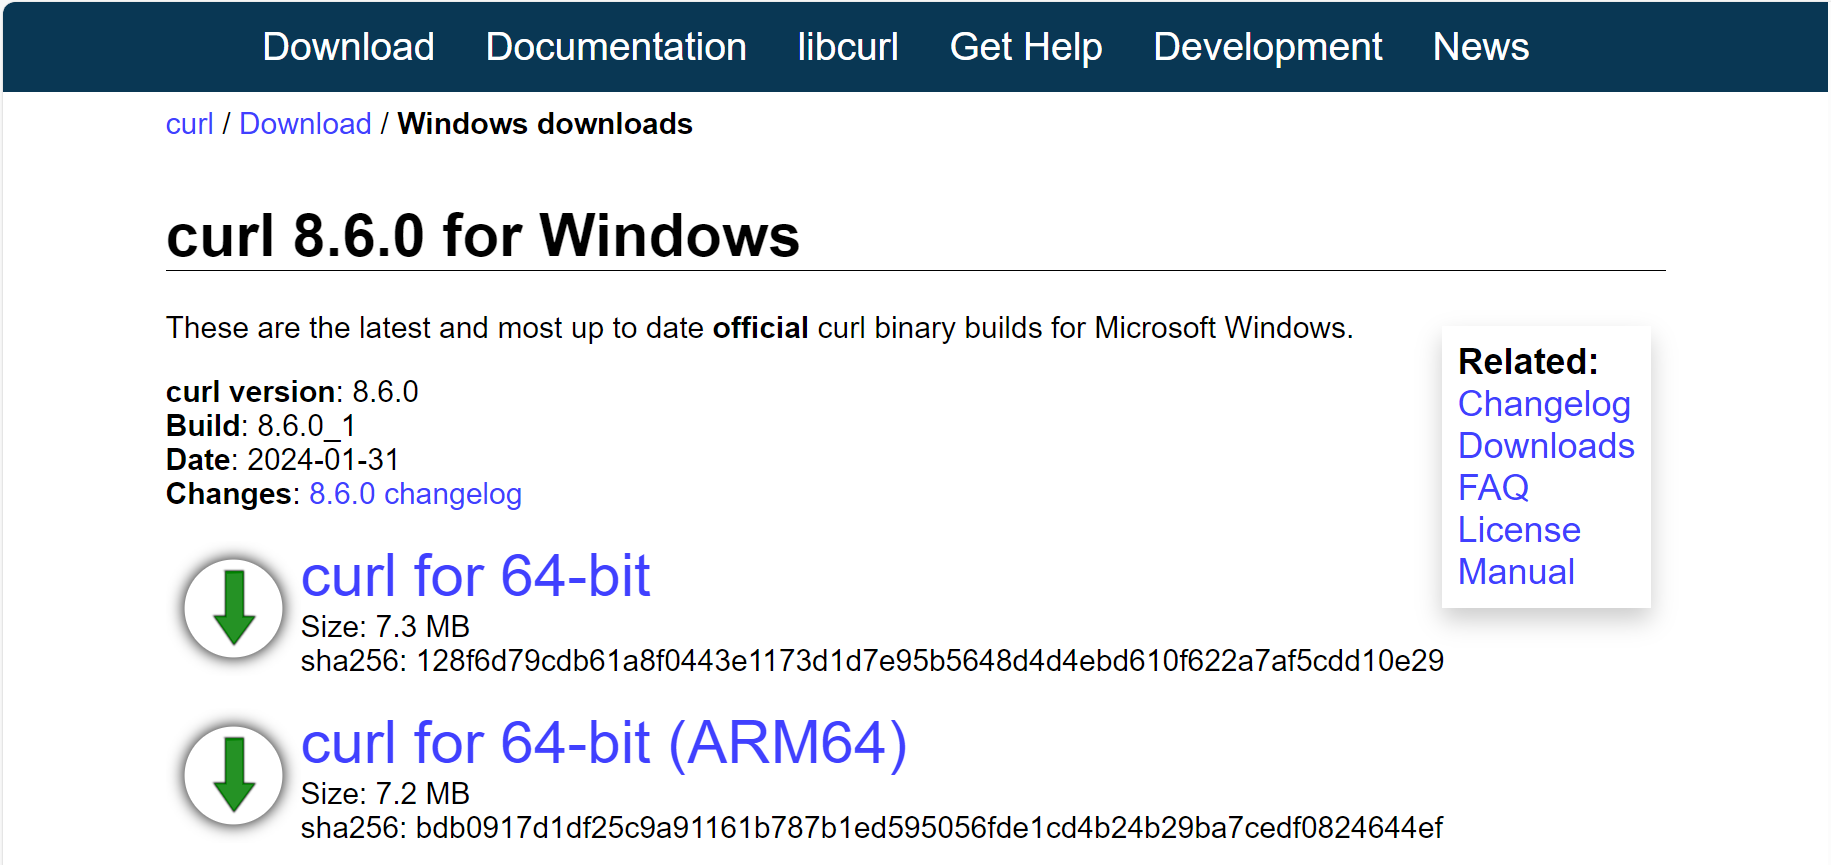 Download Documentation libcurl Get Help Development News
curl / Download / Windows downloads
curl 8.6.0 for Windows
These are the latest and most up to date official curl binary builds for Microsoft Windows.
curl version: 8.6.0
Build: 8.6.0_1
Date: 2024-01-31
Changes: 8.6.0 changelog
Related:
Changelog
Downloads
FAQ
License
Manual
curl for 64-bit
Size: 7.3 MB
sha256: 128f6d79cdb61a8f0443e1173d1d7e95b5648d4d4ebd610f622a7af5cdd10e29
curl for 64-bit (ARM64)
Size: 7.2 MB
sha256: bdb0917d1df25c9a91161b787b1ed595056fde1cd4b24b29ba7cedf0824644ef